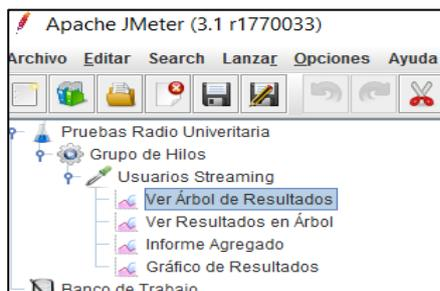 Apache JMeter (3.1 r1770033)
Archivo Editar Search Lanzar Opciones Ayuda
Pruebas Radio Univeritaria
Grupo de Hilos
Usuarios Streaming
Ver Árbol de Resultados
Ver Resultados en Árbol
Informe Agregado
Gráfico de Resultados
Banco de Trabajo